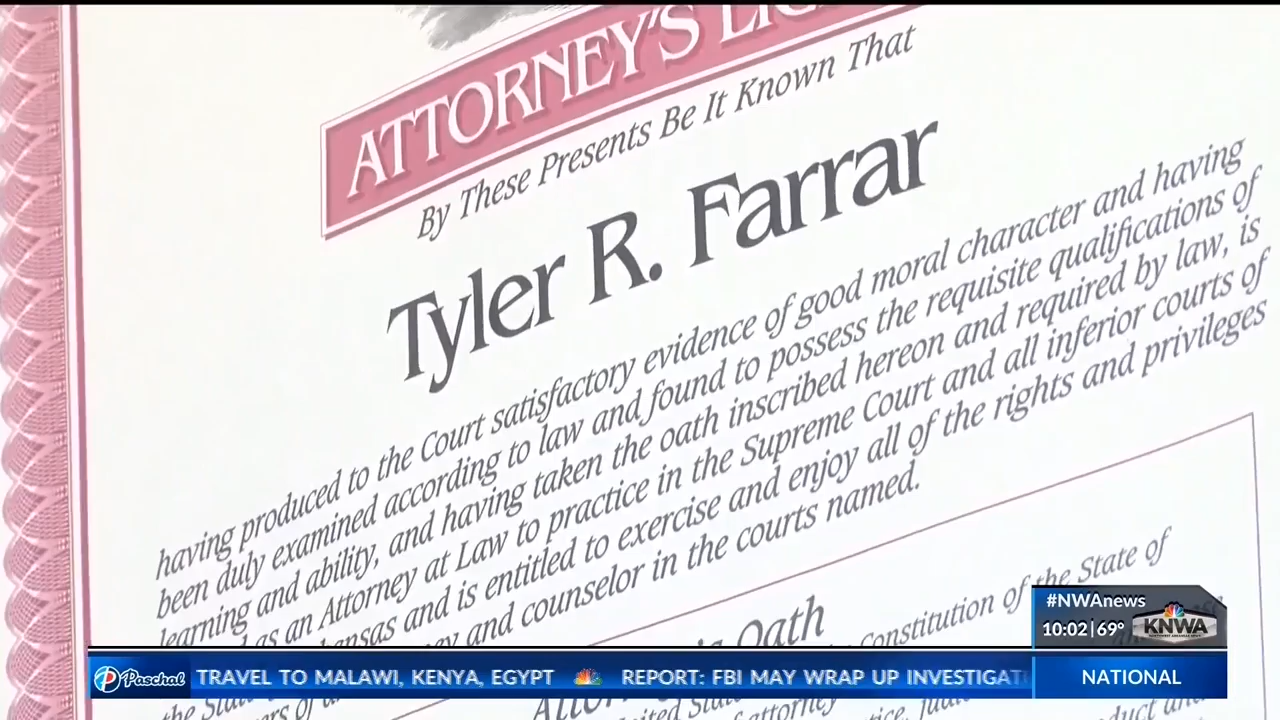 ATTORNEY'S
By These Presents Be It Known That
Tyler R. Farrar
having produced to the Court satisfactory evidence of good moral character and having
been duly examined according to law and found to possess the requisite qualifications of
learning and ability, and having taken the oath inscribed hereon and required by law, is
as an Attorney at Law to practice in the Supreme Court and all inferior courts of
and is entitled to exercise and enjoy all of the rights and privileges
and counselor in the courts named.
Oath
Constitution of the State of
#NWAnews
10:02 | 69°
KNWA
NORTHWEST ARKANSAS NEWS
Paschal
TRAVEL TO MALAWI, KENYA, EGYPT
REPORT: FBI MAY WRAP UP
NATIONAL